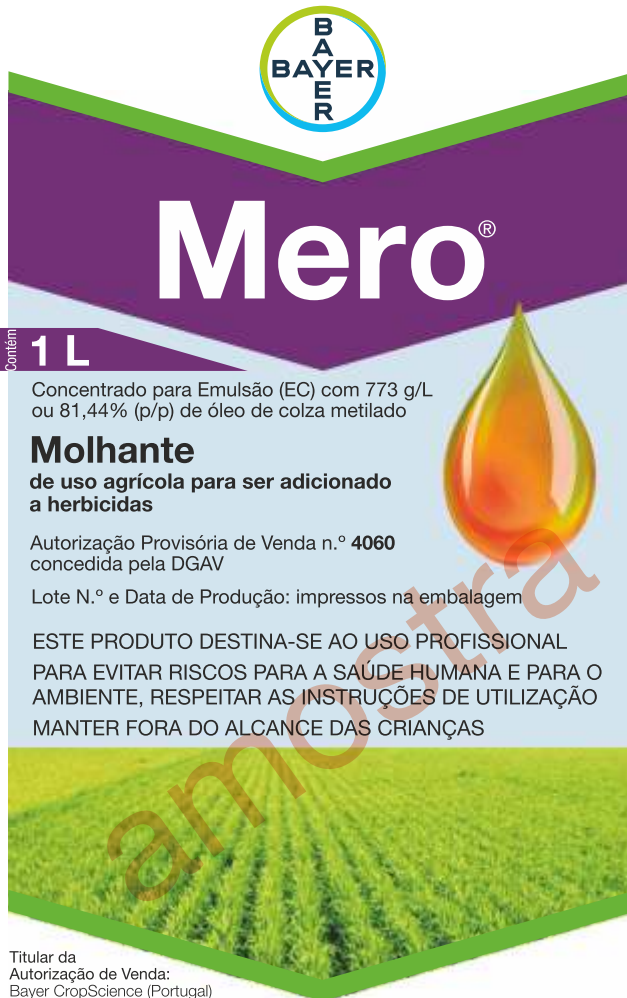 BAYER
BAYER
Mero®
Contém
1 L
Concentrado para Emulsão (EC) com 773 g/L
ou 81,44% (p/p) de óleo de colza metilado
Molhante
de uso agrícola para ser adicionado
a herbicidas
Autorização Provisória de Venda n.º 4060
concedida pela DGAV
Lote N.º e Data de Produção: impressos na embalagem
ESTE PRODUTO DESTINA-SE AO USO PROFISSIONAL
PARA EVITAR RISCOS PARA A SAÚDE HUMANA E PARA O
AMBIENTE, RESPEITAR AS INSTRUÇÕES DE UTILIZAÇÃO
MANTER FORA DO ALCANCE DAS CRIANÇAS
amostra
Titular da
Autorização de Venda:
Bayer CropScience (Portugal)